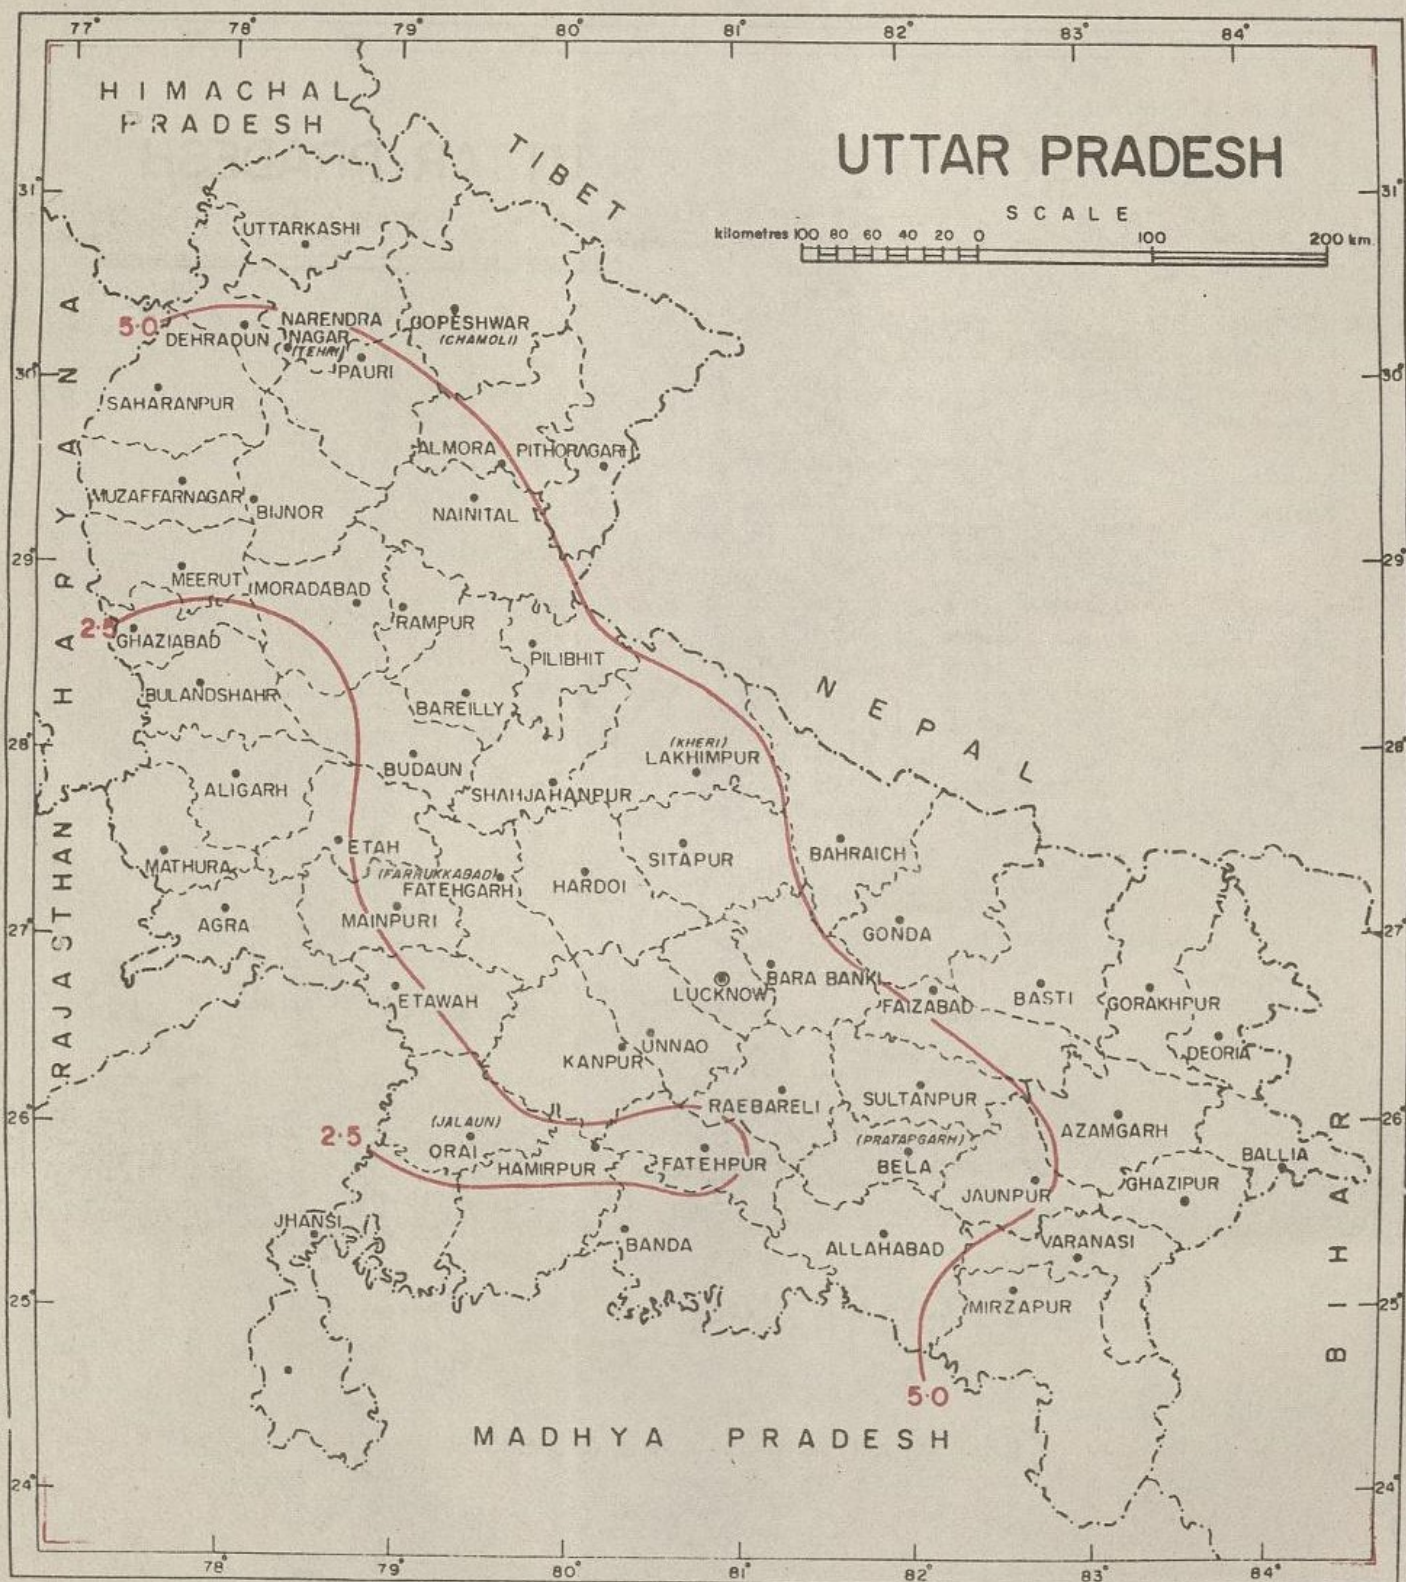 77° 78° 79° 80° 81° 82° 83° 84°
HIMACHAL
PRADESH
TIBET
UTTAR PRADESH
SCALE
kilometres 100 80 60 40 20 0 100 200 km.
31° 31°
UTTARKASHI
5·0
NARENDRA
NAGAR
(TEHRI)
DEHRADUN
GOPESHWAR
(CHAMOLI)
PAURI
30° 30°
SAHARANPUR
HARYANA
ALMORA
PITHORAGARH
MUZAFFARNAGAR
BIJNOR
NAINITAL
29° 29°
MEERUT
MORADABAD
RAMPUR
2·5
GHAZIABAD
PILIBHIT
BULANDSHAHR
BAREILLY
NEPAL
28° 28°
(KHERI)
LAKHIMPUR
BUDAUN
ALIGARH
SHAHJAHANPUR
RAJASTHAN
ETAH
MATHURA
(FARRUKKABAD)
FATEHGARH
HARDOI
SITAPUR
BAHRAICH
AGRA
MAINPURI
GONDA
27° 27°
ETAWAH
LUCKNOW
BARA BANKI
FAIZABAD
BASTI
GORAKHPUR
KANPUR
UNNAO
DEORIA
26° 26°
RAEBARELI
SULTANPUR
AZAMGARH
2·5
(JALAUN)
ORAI
HAMIRPUR
FATEHPUR
(PRATAPGARH)
BELA
JAUNPUR
GHAZIPUR
BALLIA
BIHAR
JHANSI
BANDA
ALLAHABAD
VARANASI
25° 25°
MIRZAPUR
5·0
MADHYA PRADESH
24° 24°
78° 79° 80° 81° 82° 83° 84°